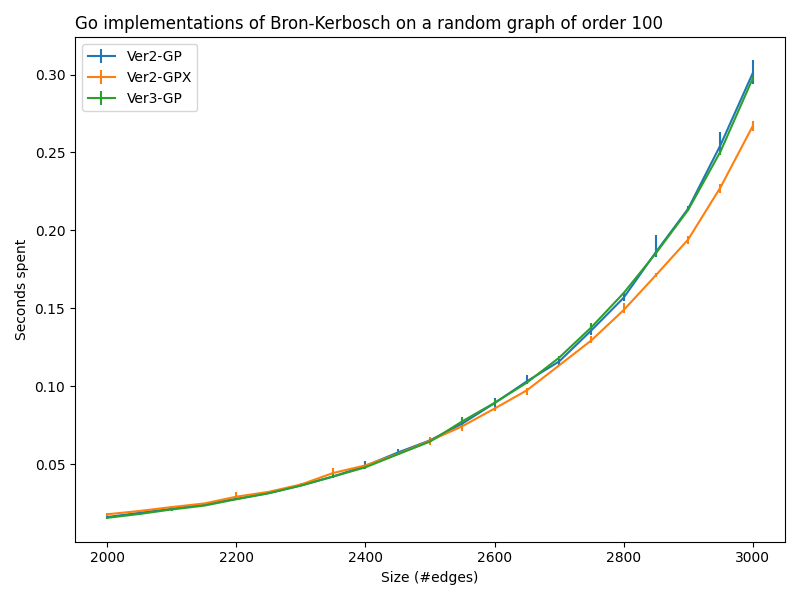 Go implementations of Bron-Kerbosch on a random graph of order 100
Ver2-GP
Ver2-GPX
Ver3-GP
0.30
0.25
0.20
0.15
0.10
0.05
Seconds spent
2000 2200 2400 2600 2800 3000
Size (#edges)